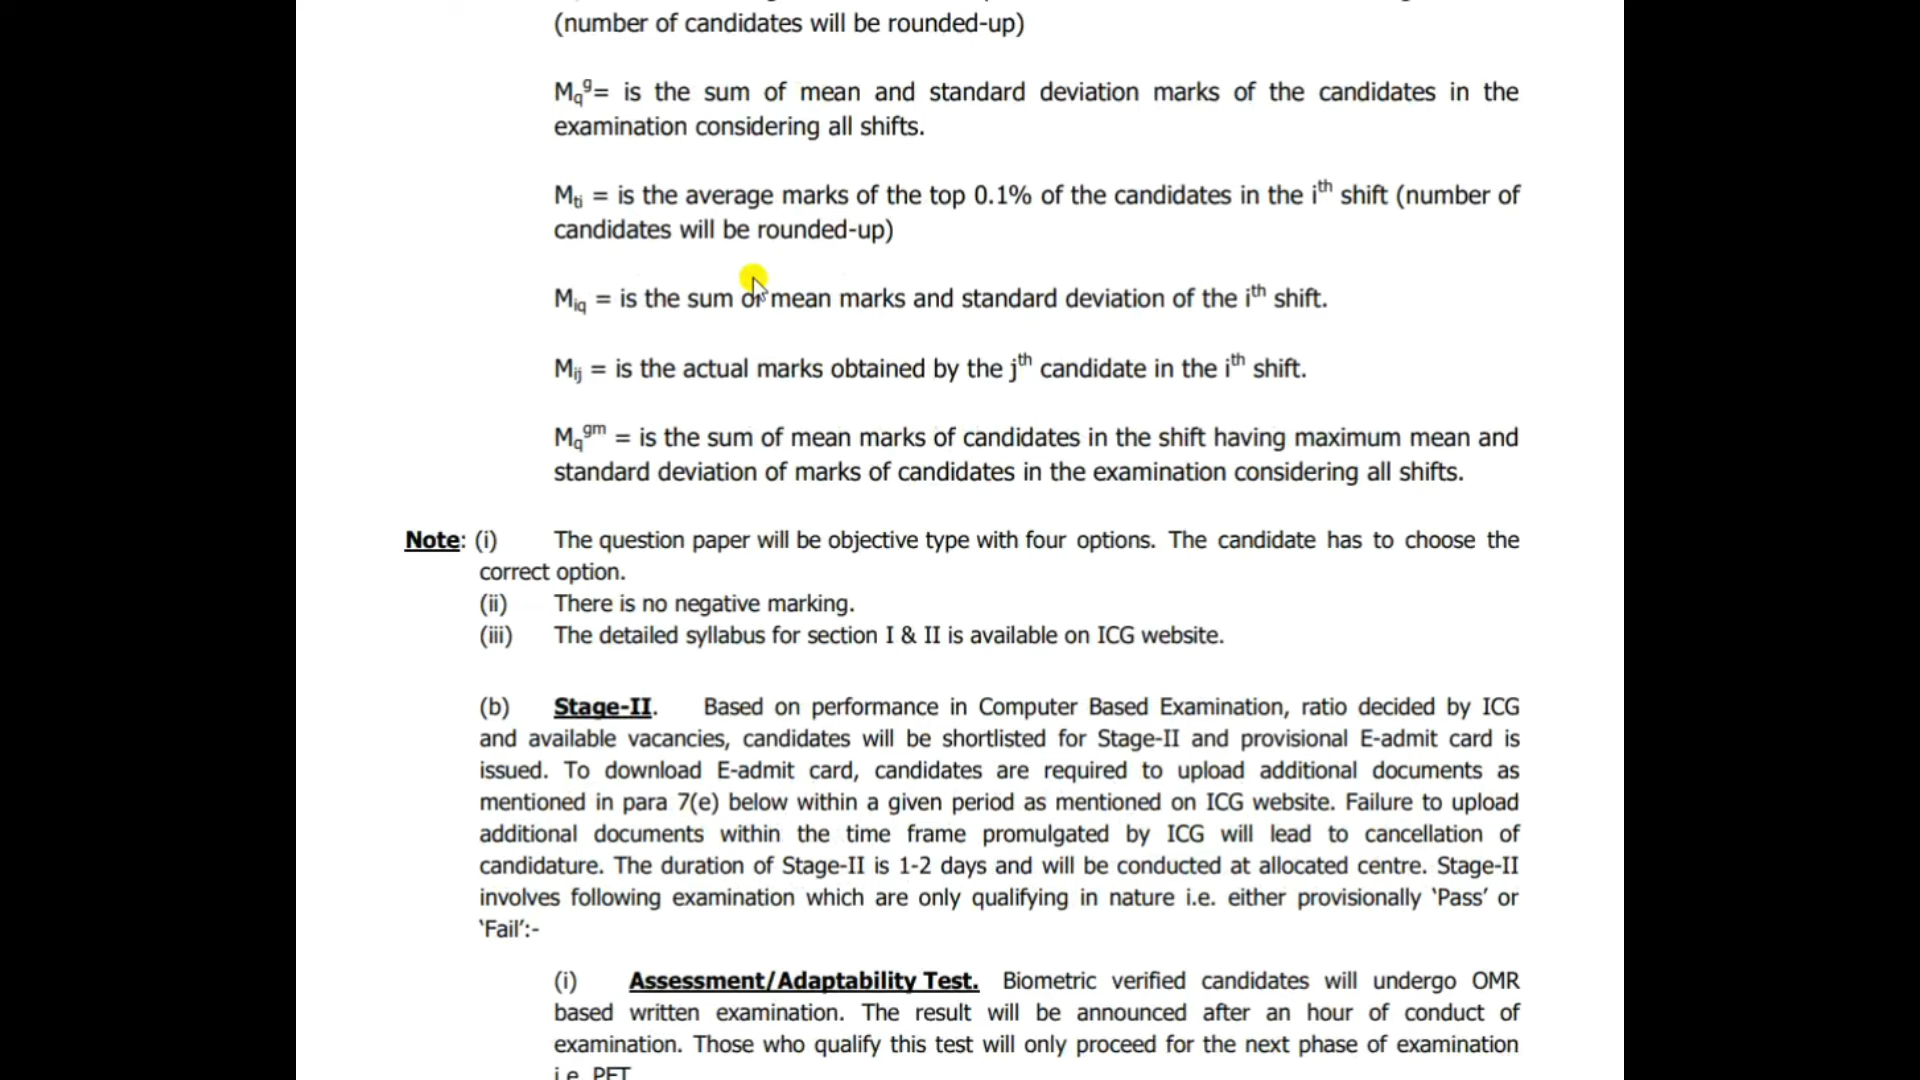 (number of candidates will be rounded-up)
Mqg= is the sum of mean and standard deviation marks of the candidates in the
examination considering all shifts.
Mti = is the average marks of the top 0.1% of the candidates in the ith shift (number of
candidates will be rounded-up)
Miq = is the sum of mean marks and standard deviation of the ith shift.
Mij = is the actual marks obtained by the jth candidate in the ith shift.
Mqgm = is the sum of mean marks of candidates in the shift having maximum mean and
standard deviation of marks of candidates in the examination considering all shifts.
Note: (i) The question paper will be objective type with four options. The candidate has to choose the
correct option.
(ii) There is no negative marking.
(iii) The detailed syllabus for section I & II is available on ICG website.
(b) Stage-II. Based on performance in Computer Based Examination, ratio decided by ICG
and available vacancies, candidates will be shortlisted for Stage-II and provisional E-admit card is
issued. To download E-admit card, candidates are required to upload additional documents as
mentioned in para 7(e) below within a given period as mentioned on ICG website. Failure to upload
additional documents within the time frame promulgated by ICG will lead to cancellation of
candidature. The duration of Stage-II is 1-2 days and will be conducted at allocated centre. Stage-II
involves following examination which are only qualifying in nature i.e. either provisionally ‘Pass’ or
‘Fail’:-
(i) Assessment/Adaptability Test. Biometric verified candidates will undergo OMR
based written examination. The result will be announced after an hour of conduct of
examination. Those who qualify this test will only proceed for the next phase of examination
i.e. PFT